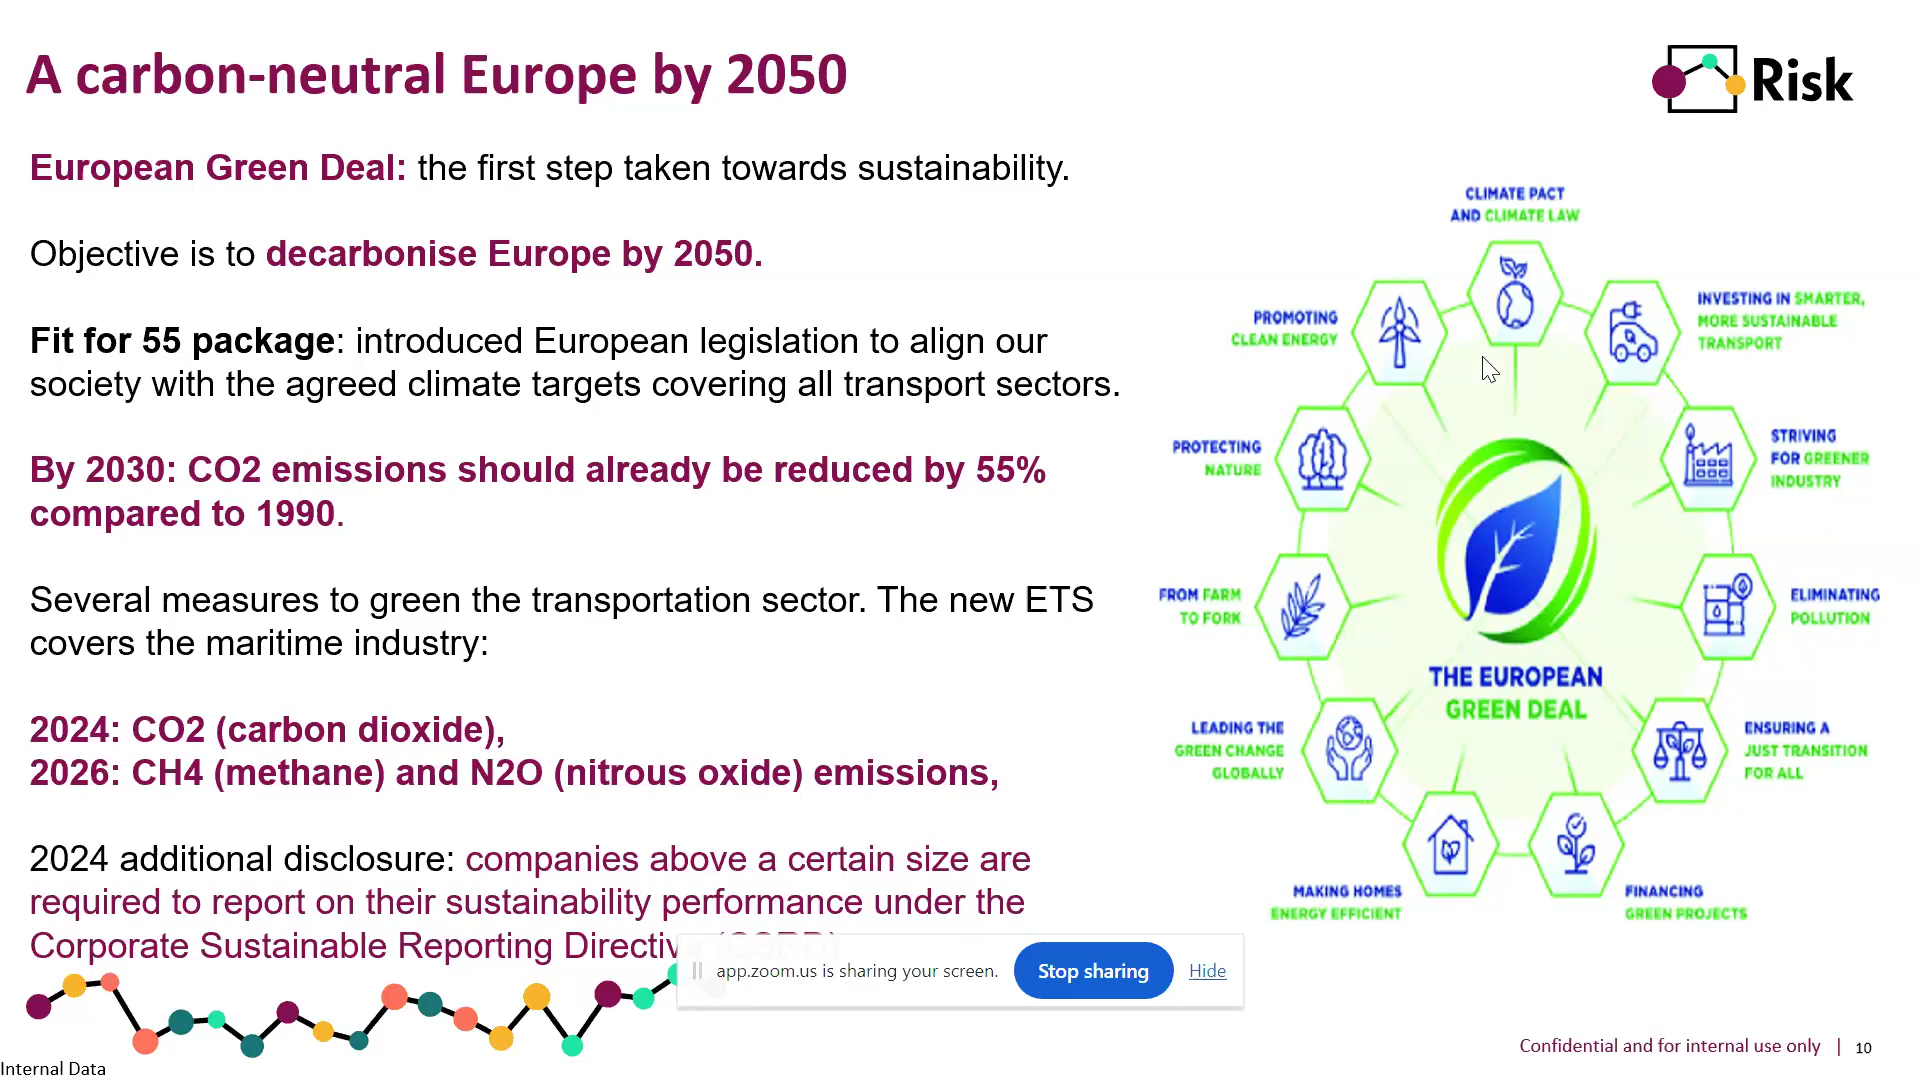 A carbon-neutral Europe by 2050
Risk
European Green Deal: the first step taken towards sustainability.
Objective is to decarbonise Europe by 2050.
Fit for 55 package: introduced European legislation to align our
society with the agreed climate targets covering all transport sectors.
By 2030: CO2 emissions should already be reduced by 55%
compared to 1990.
Several measures to green the transportation sector. The new ETS
covers the maritime industry:
2024: CO2 (carbon dioxide),
2026: CH4 (methane) and N2O (nitrous oxide) emissions,
2024 additional disclosure: companies above a certain size are
required to report on their sustainability performance under the
Corporate Sustainable Reporting Directiv
CLIMATE PACT
AND CLIMATE LAW
INVESTING IN SMARTER,
MORE SUSTAINABLE
TRANSPORT
STRIVING
FOR GREENER
INDUSTRY
ELIMINATING
POLLUTION
ENSURING A
JUST TRANSITION
FOR ALL
FINANCING
GREEN PROJECTS
MAKING HOMES
ENERGY EFFICIENT
LEADING THE
GREEN CHANGE
GLOBALLY
FROM FARM
TO FORK
PROTECTING
NATURE
PROMOTING
CLEAN ENERGY
THE EUROPEAN
GREEN DEAL
app.zoom.us is sharing your screen.
Stop sharing
Hide
Confidential and for internal use only | 10
Internal Data